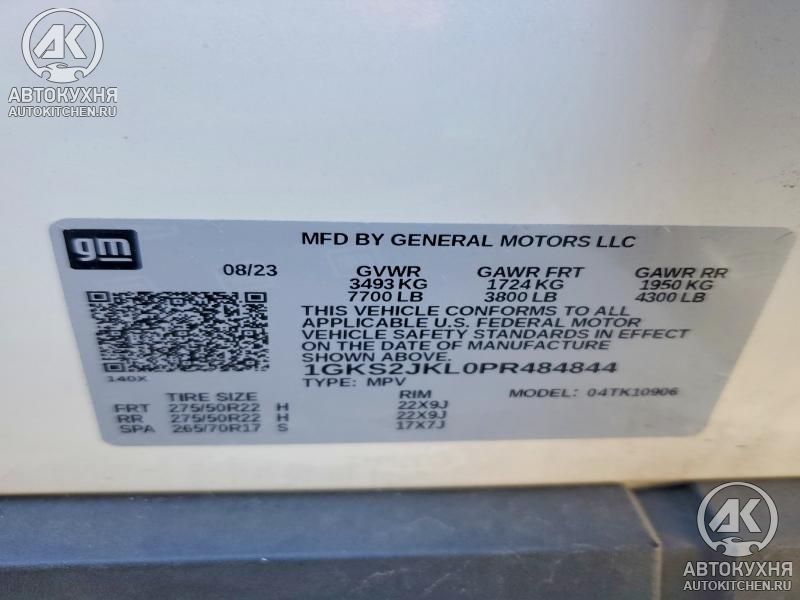 AK
АВТОКУХНЯ
AUTOKITCHEN.RU
gm
MFD BY GENERAL MOTORS LLC
08/23 GVWR GAWR FRT GAWR RR
3493 KG 1724 KG 1950 KG
7700 LB 3800 LB 4300 LB
THIS VEHICLE CONFORMS TO ALL
APPLICABLE U.S. FEDERAL MOTOR
VEHICLE SAFETY STANDARDS IN EFFECT
ON THE DATE OF MANUFACTURE
SHOWN ABOVE.
1GKS2JKL0PR484844
140X
TYPE: MPV MODEL: 04TK10906
TIRE SIZE RIM
FRT 275/50R22 H 22X9J
RR 275/50R22 H 22X9J
SPA 265/70R17 S 17X7J
AK
АВТОКУХНЯ
AUTOKITCHEN.RU